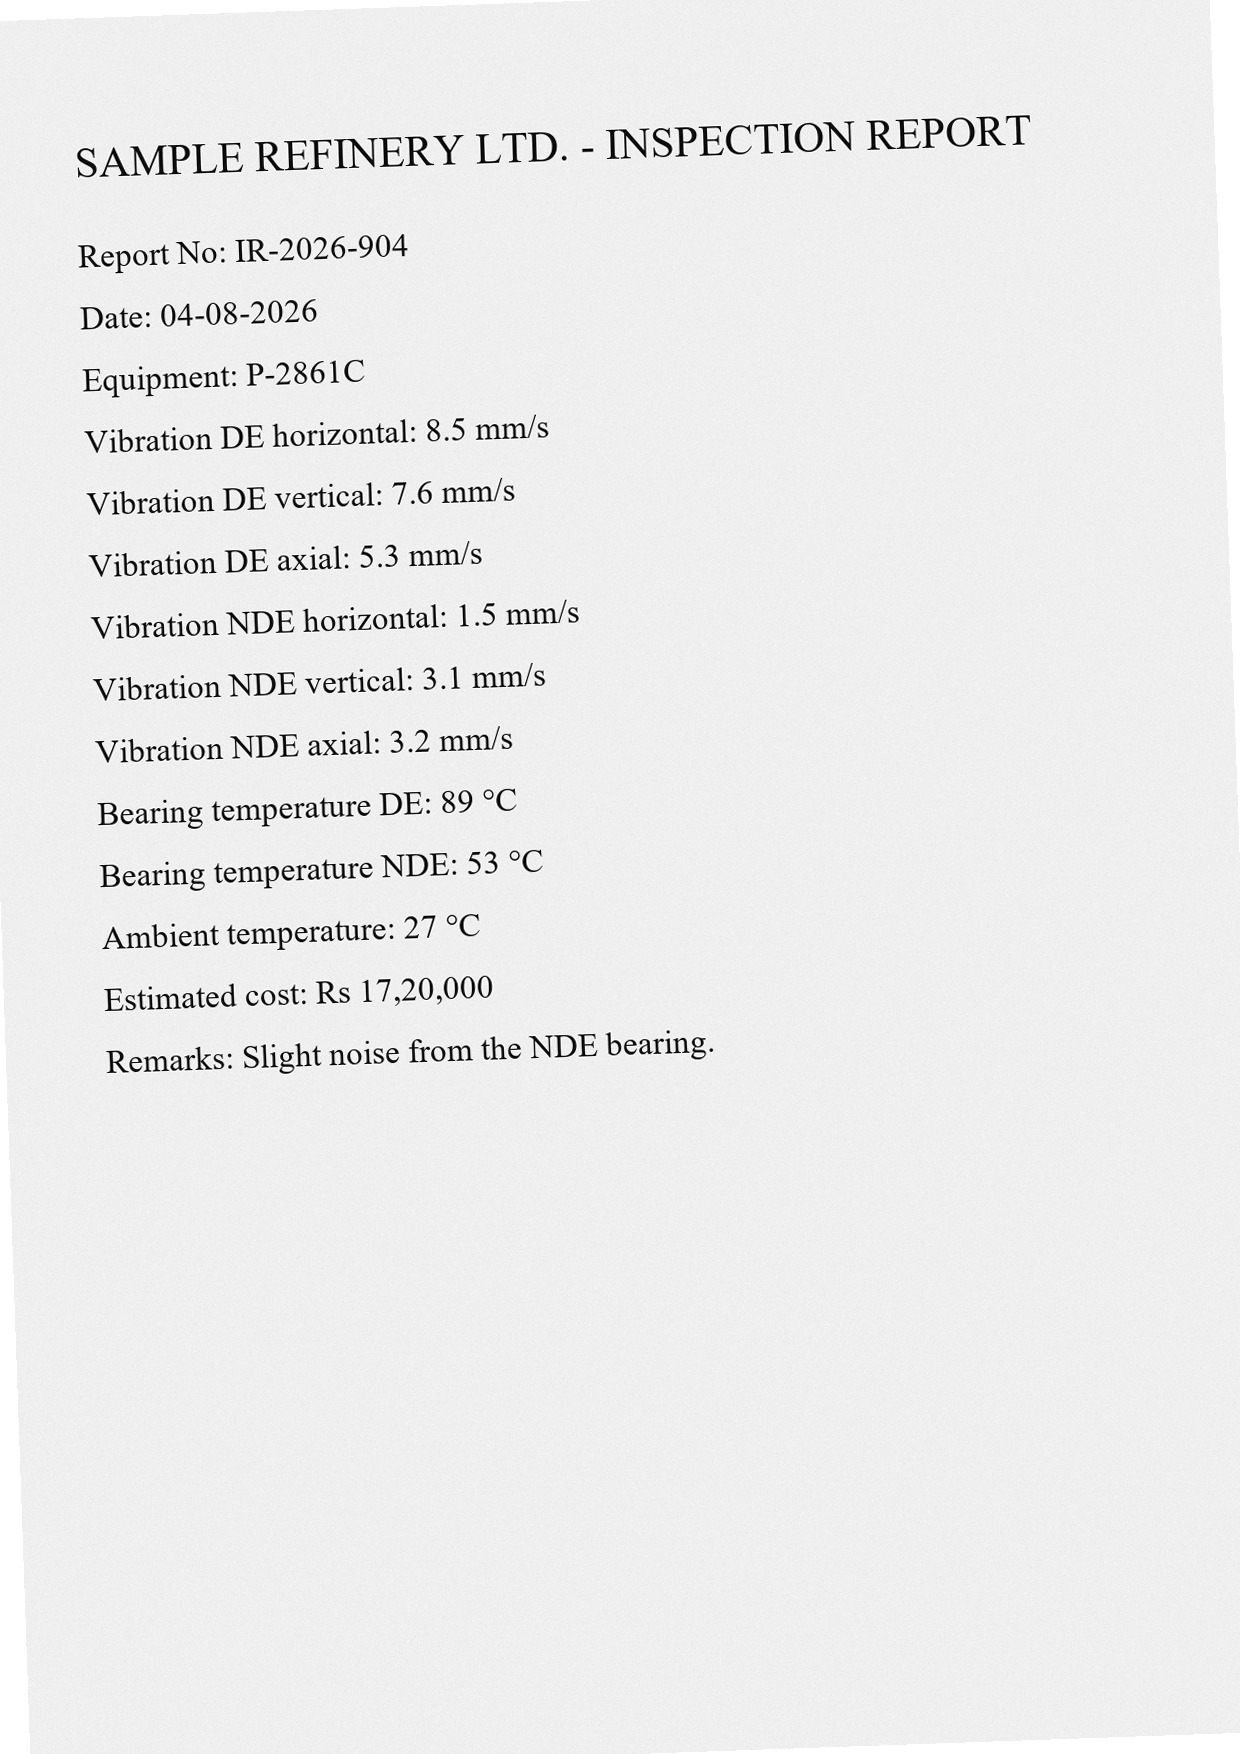 SAMPLE REFINERY LTD. - INSPECTION REPORT
Report No: IR-2026-904
Date: 04-08-2026
Equipment: P-2861C
Vibration DE horizontal: 8.5 mm/s
Vibration DE vertical: 7.6 mm/s
Vibration DE axial: 5.3 mm/s
Vibration NDE horizontal: 1.5 mm/s
Vibration NDE vertical: 3.1 mm/s
Vibration NDE axial: 3.2 mm/s
Bearing temperature DE: 89 °C
Bearing temperature NDE: 53 °C
Ambient temperature: 27 °C
Estimated cost: Rs 17,20,000
Remarks: Slight noise from the NDE bearing.